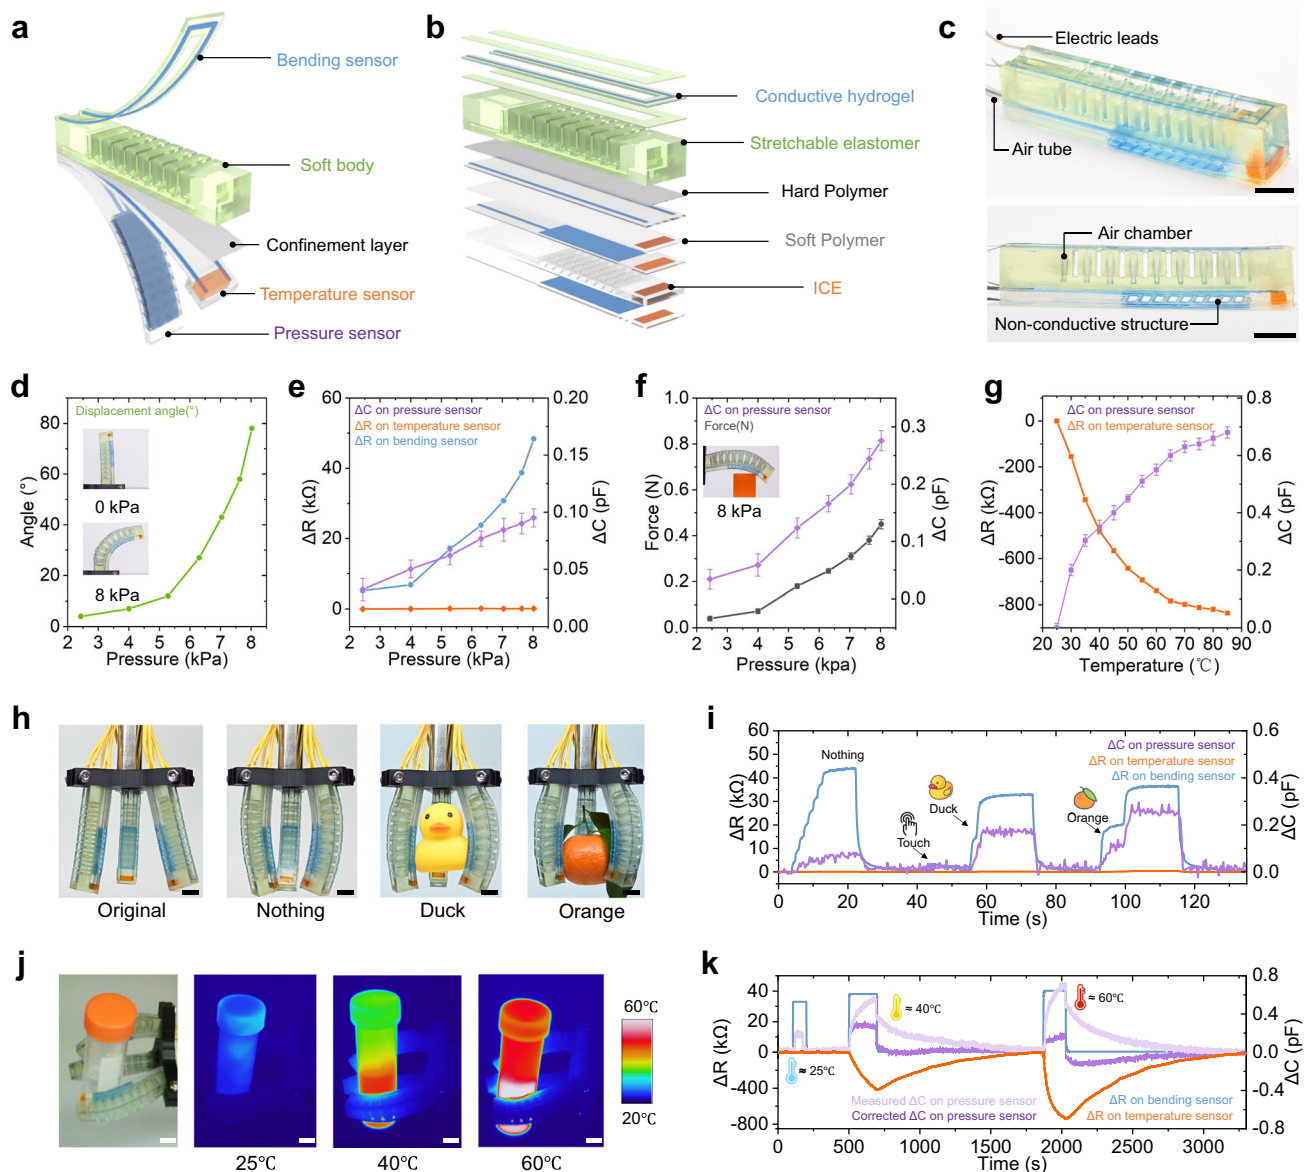 a
Bending sensor
Soft body
Confinement layer
Temperature sensor
Pressure sensor
b
Conductive hydrogel
Stretchable elastomer
Hard Polymer
Soft Polymer
ICE
c
Electric leads
Air tube
Air chamber
Non-conductive structure
d
Displacement angle(°)
0 kPa
8 kPa
Angle (°)
80
60
40
20
0
2 3 4 5 6 7 8
Pressure (kPa)
e
ΔC on pressure sensor
ΔR on temperature sensor
ΔR on bending sensor
ΔR (kΩ)
60
40
20
0
ΔC (pF)
0.20
0.15
0.10
0.05
0.00
2 3 4 5 6 7 8
Pressure (kPa)
f
ΔC on pressure sensor
Force(N)
8 kPa
Force (N)
1.0
0.8
0.6
0.4
0.2
0.0
ΔC (pF)
0.3
0.2
0.1
0.0
2 3 4 5 6 7 8
Pressure (kpa)
g
ΔC on pressure sensor
ΔR on temperature sensor
ΔR (kΩ)
0
-200
-400
-600
-800
ΔC (pF)
0.8
0.6
0.4
0.2
0.0
20 30 40 50 60 70 80 90
Temperature (℃)
h
Original
Nothing
Duck
Orange
i
ΔC on pressure sensor
ΔR on temperature sensor
ΔR on bending sensor
Nothing
Touch
Duck
Orange
ΔR (kΩ)
60
50
40
30
20
10
0
ΔC (pF)
0.6
0.4
0.2
0.0
0 20 40 60 80 100 120
Time (s)
j
60℃
20℃
25℃
40℃
60℃
k
≈ 25℃
≈ 40℃
≈ 60℃
Measured ΔC on pressure sensor
Corrected ΔC on pressure sensor
ΔR on bending sensor
ΔR on temperature sensor
ΔR (kΩ)
40
20
0
-400
-800
ΔC (pF)
0.8
0.4
0.0
-0.4
-0.8
0 500 1000 1500 2000 2500 3000
Time (s)